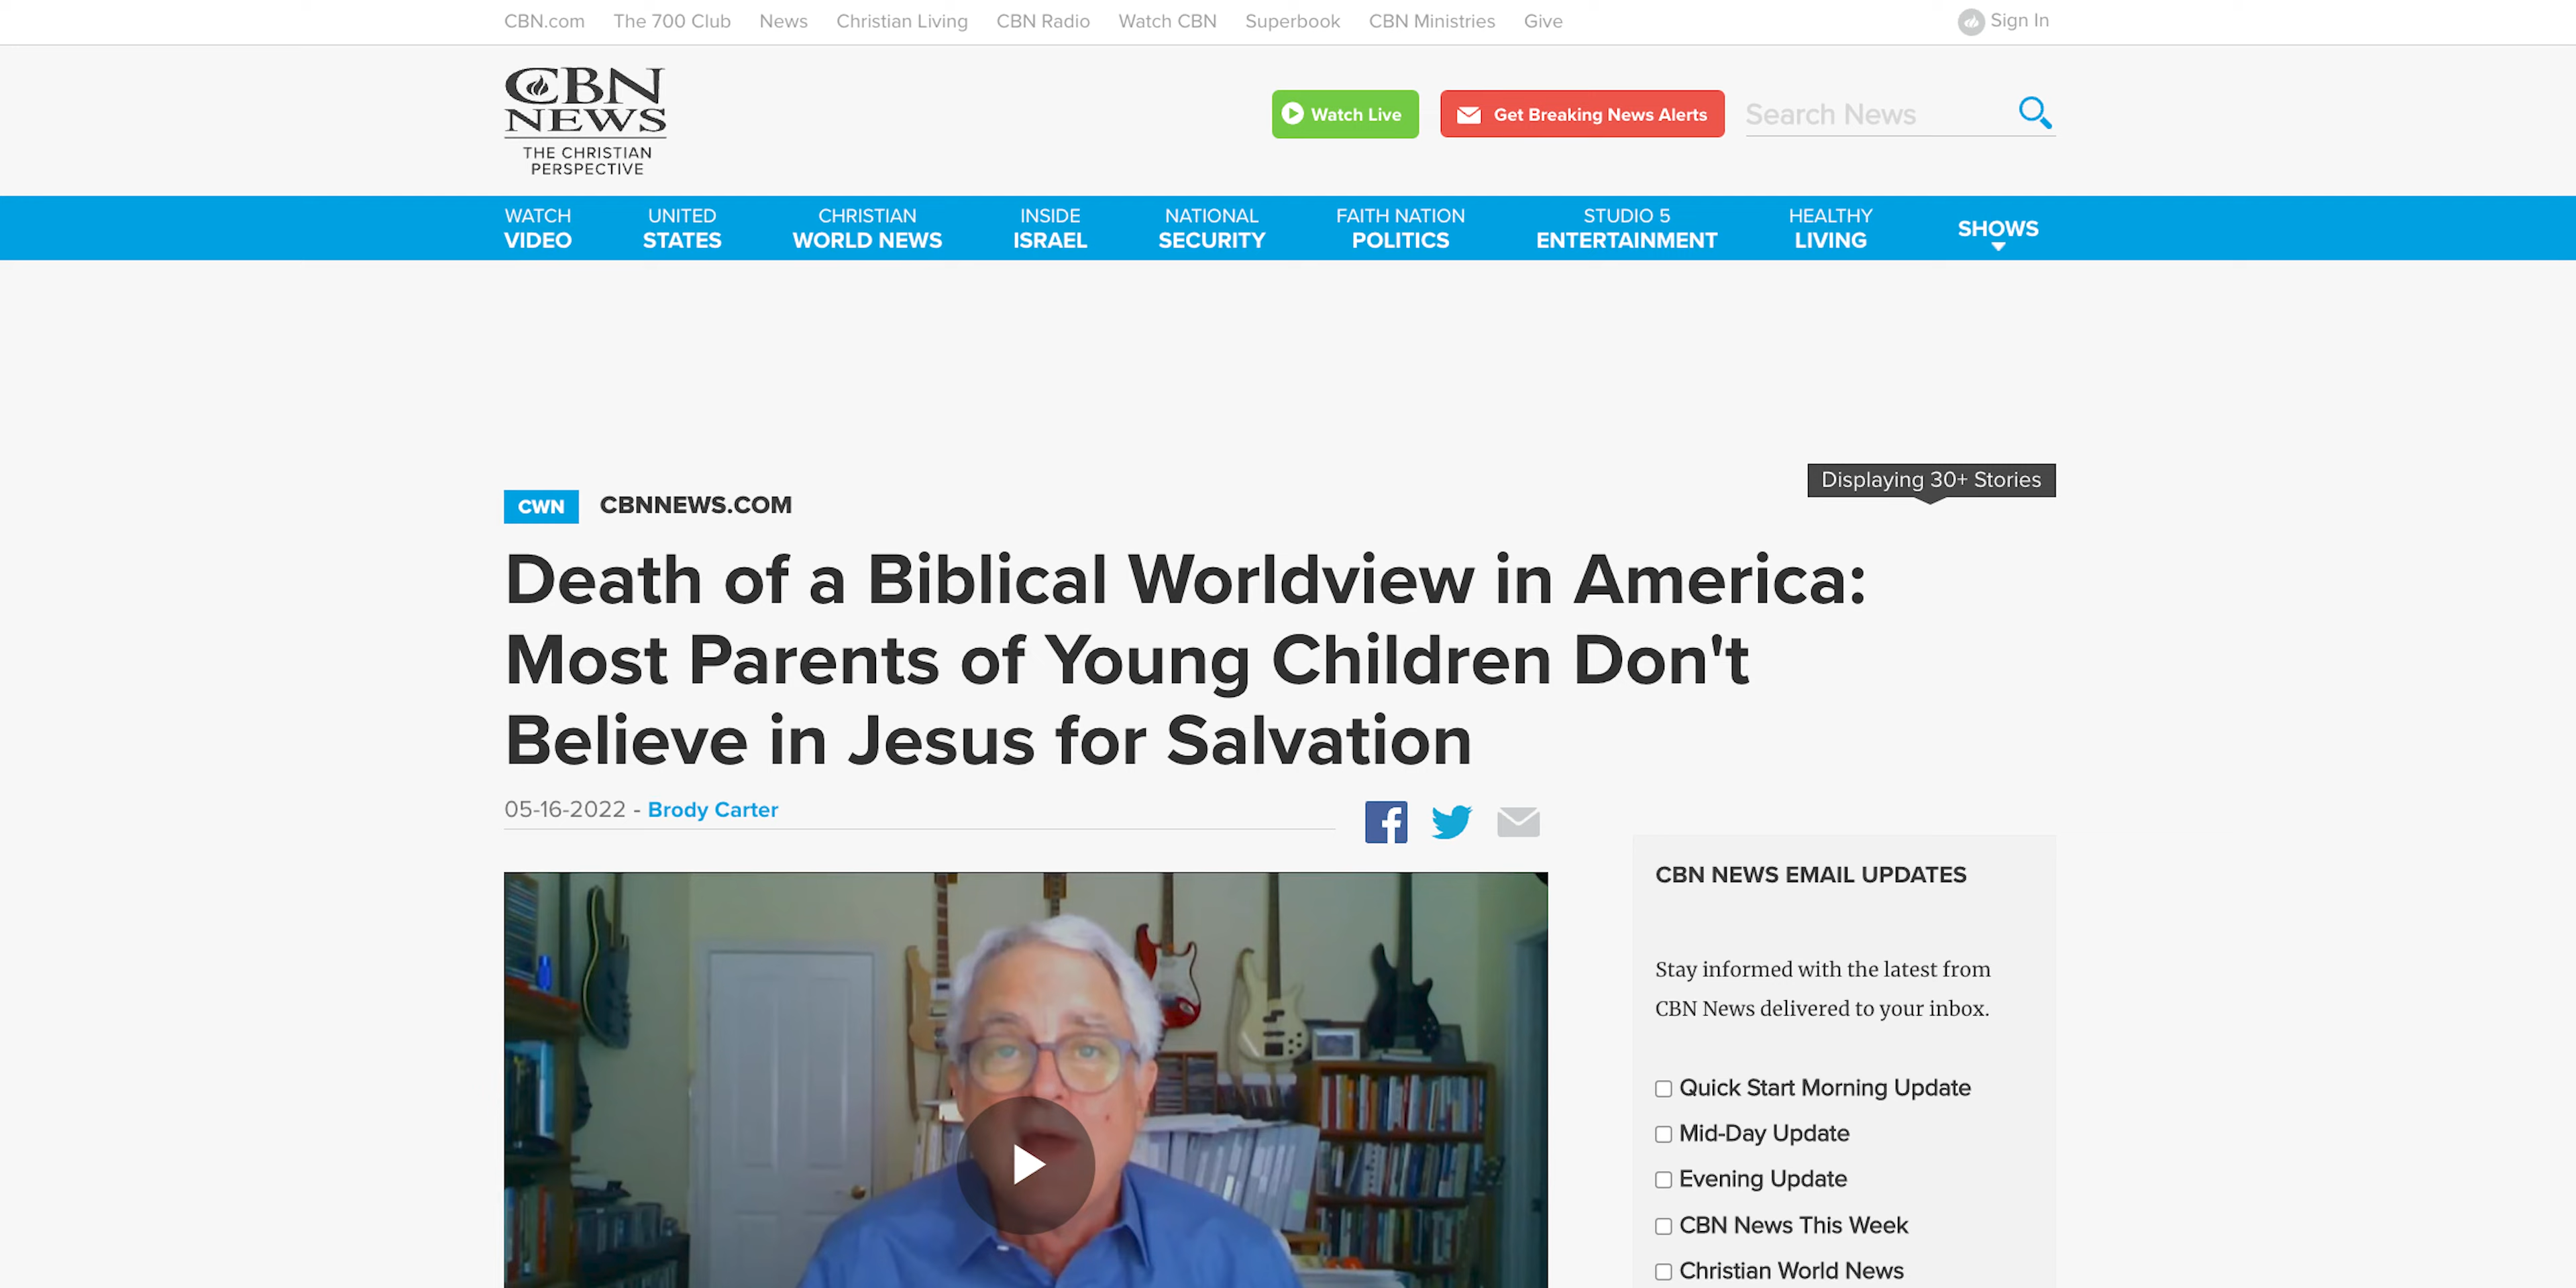 CBN.com The 700 Club News Christian Living CBN Radio Watch CBN Superbook CBN Ministries Give Sign In
CBN
NEWS
THE CHRISTIAN
PERSPECTIVE
Watch Live
Get Breaking News Alerts
Search News
WATCH
VIDEO
UNITED
STATES
CHRISTIAN
WORLD NEWS
INSIDE
ISRAEL
NATIONAL
SECURITY
FAITH NATION
POLITICS
STUDIO 5
ENTERTAINMENT
HEALTHY
LIVING
SHOWS
Displaying 30+ Stories
CWN CBNNEWS.COM
Death of a Biblical Worldview in America:
Most Parents of Young Children Don't
Believe in Jesus for Salvation
05-16-2022 - Brody Carter
CBN NEWS EMAIL UPDATES
Stay informed with the latest from
CBN News delivered to your inbox.
Quick Start Morning Update
Mid-Day Update
Evening Update
CBN News This Week
Christian World News